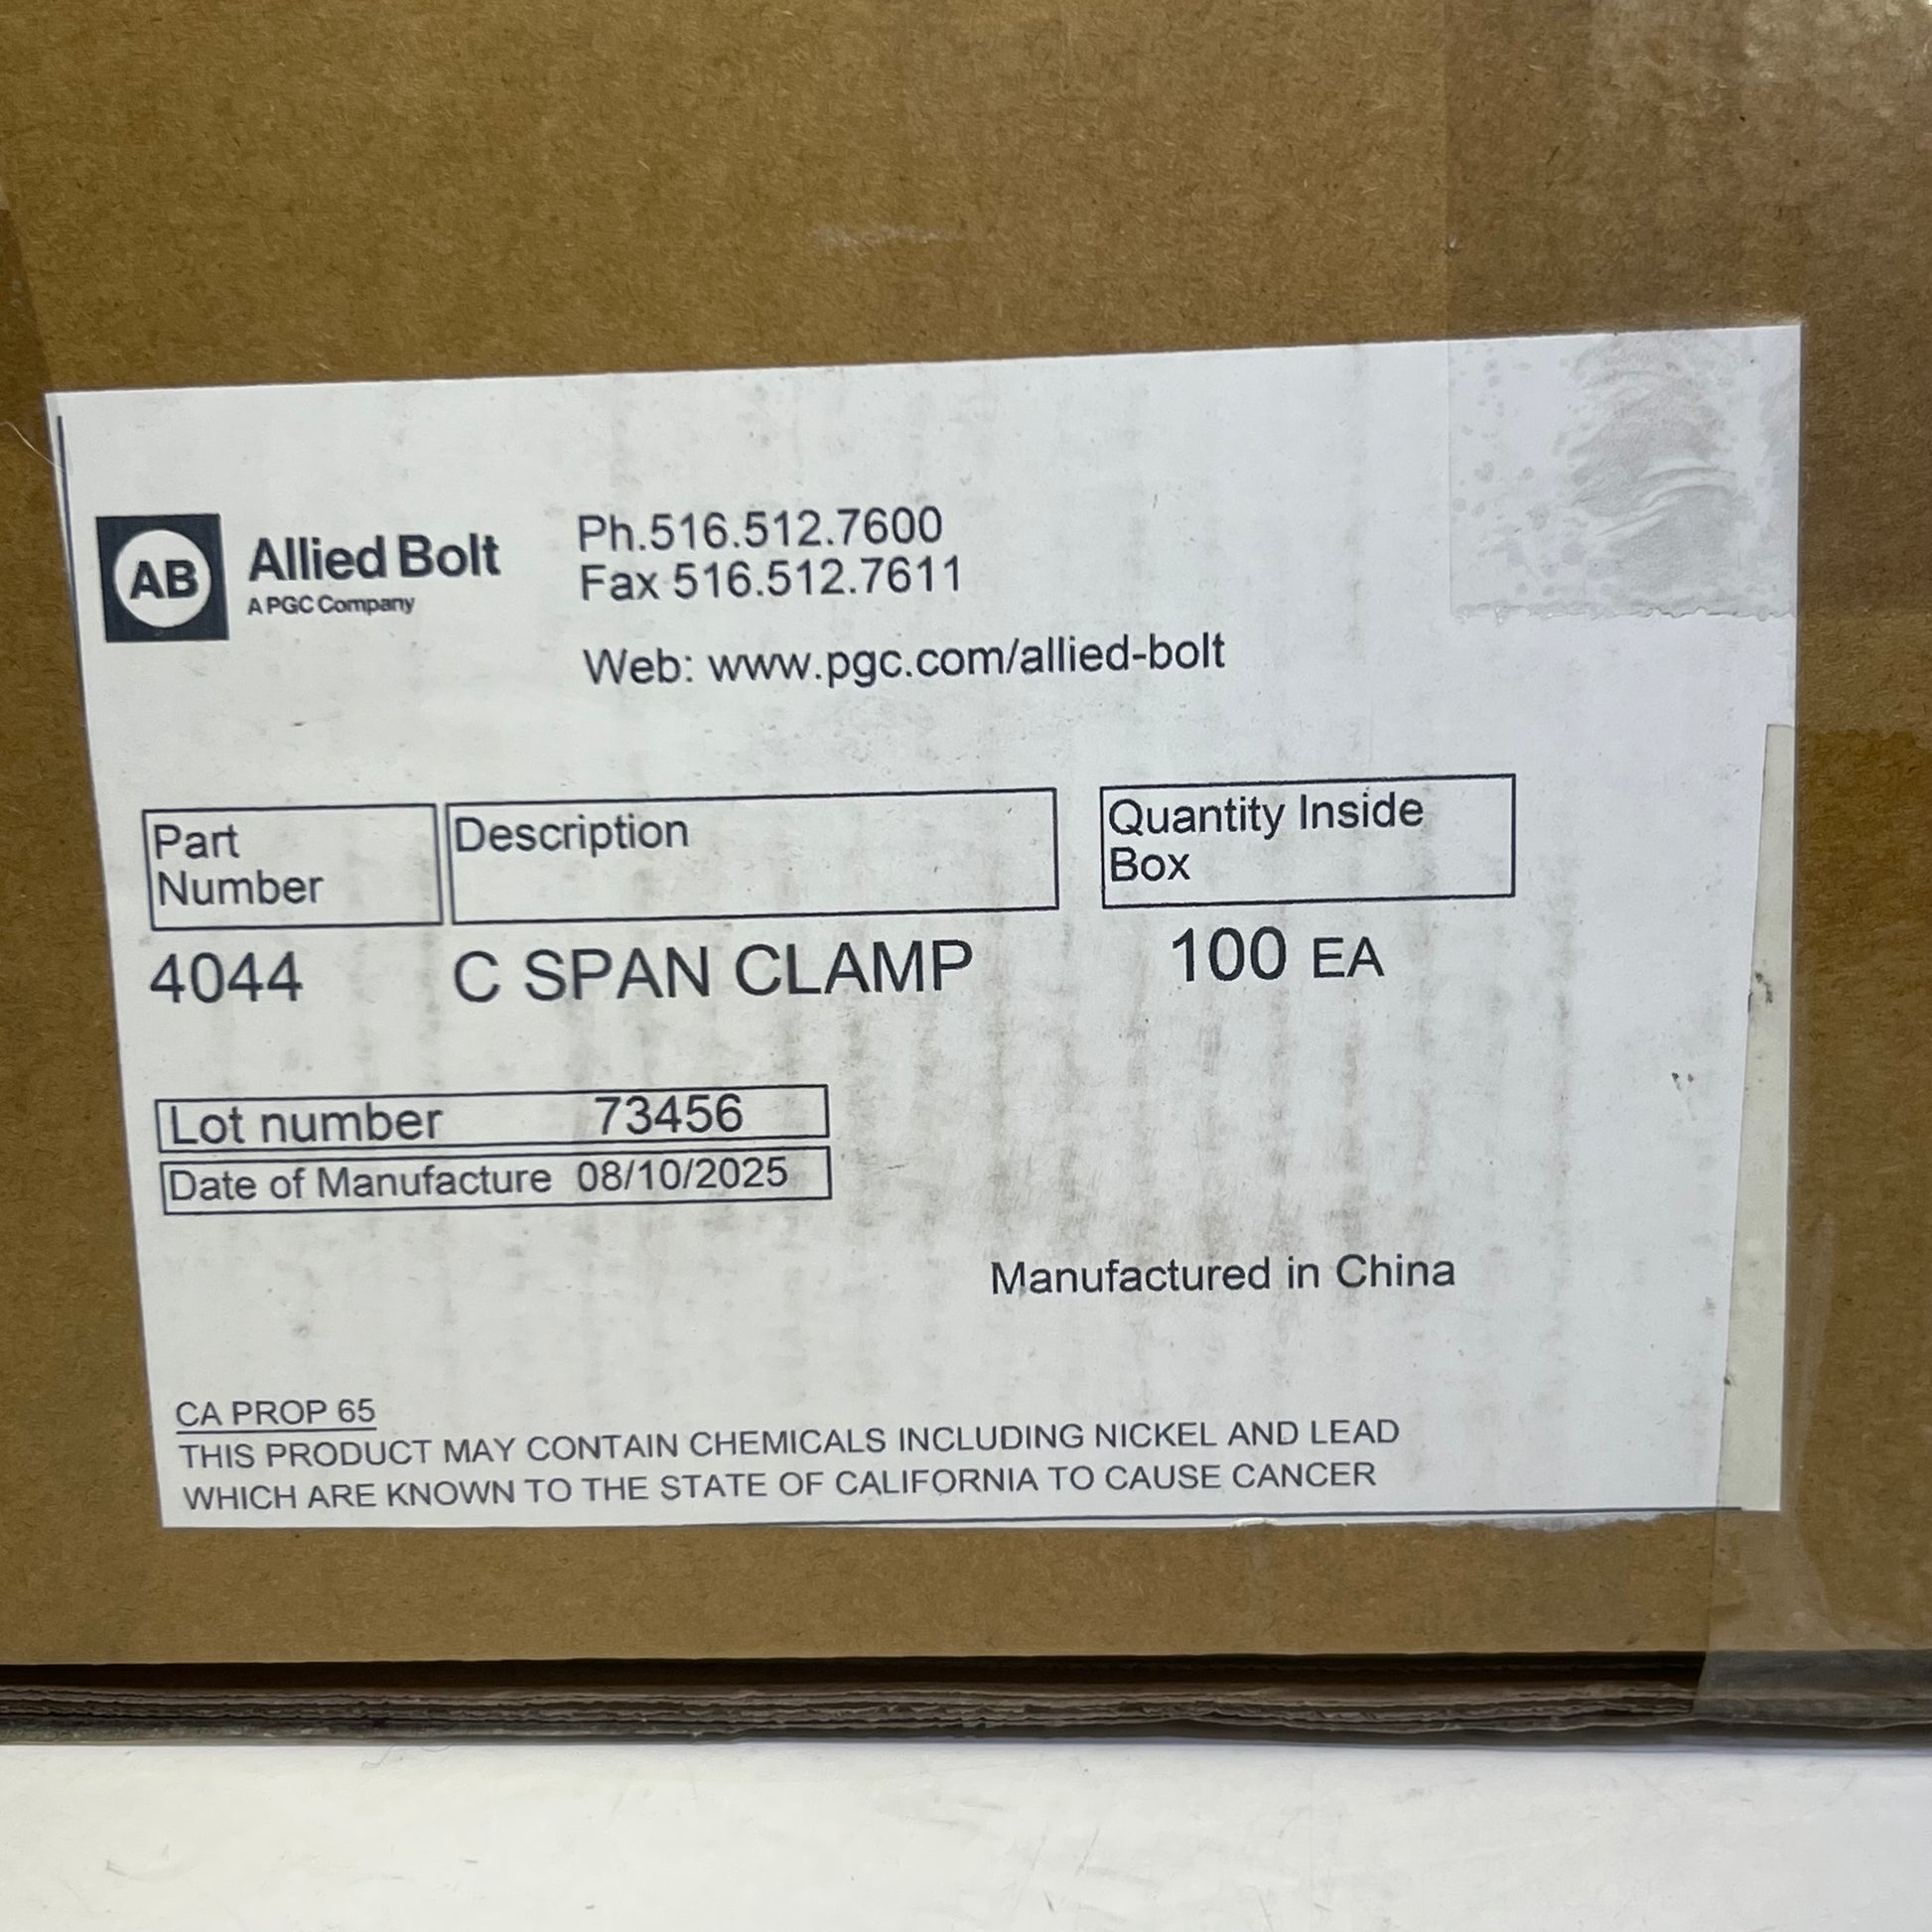 AB
Allied Bolt
A PGC Company
Ph.516.512.7600
Fax 516.512.7611
Web: www.pgc.com/allied-bolt
Part
Number
Description
Quantity Inside
Box
4044 C SPAN CLAMP 100 EA
Lot number 73456
Date of Manufacture 08/10/2025
Manufactured in China
CA PROP 65
THIS PRODUCT MAY CONTAIN CHEMICALS INCLUDING NICKEL AND LEAD
WHICH ARE KNOWN TO THE STATE OF CALIFORNIA TO CAUSE CANCER